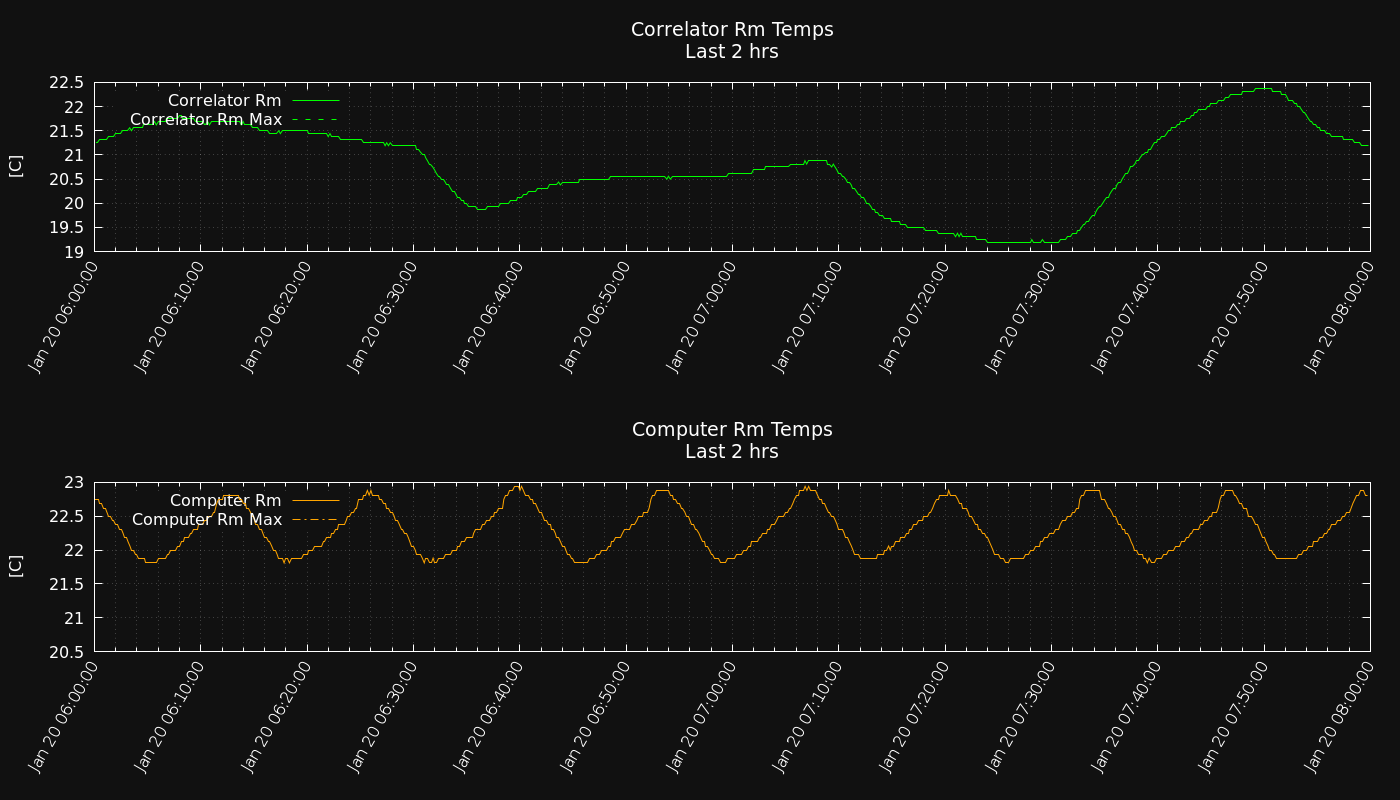 Correlator Rm Temps
Last 2 hrs
22.5
22
21.5
21
20.5
20
19.5
19
[C]
Correlator Rm
Correlator Rm Max
Jan 20 06:00:00
Jan 20 06:10:00
Jan 20 06:20:00
Jan 20 06:30:00
Jan 20 06:40:00
Jan 20 06:50:00
Jan 20 07:00:00
Jan 20 07:10:00
Jan 20 07:20:00
Jan 20 07:30:00
Jan 20 07:40:00
Jan 20 07:50:00
Jan 20 08:00:00
Computer Rm Temps
Last 2 hrs
23
22.5
22
21.5
21
20.5
[C]
Computer Rm
Computer Rm Max
Jan 20 06:00:00
Jan 20 06:10:00
Jan 20 06:20:00
Jan 20 06:30:00
Jan 20 06:40:00
Jan 20 06:50:00
Jan 20 07:00:00
Jan 20 07:10:00
Jan 20 07:20:00
Jan 20 07:30:00
Jan 20 07:40:00
Jan 20 07:50:00
Jan 20 08:00:00